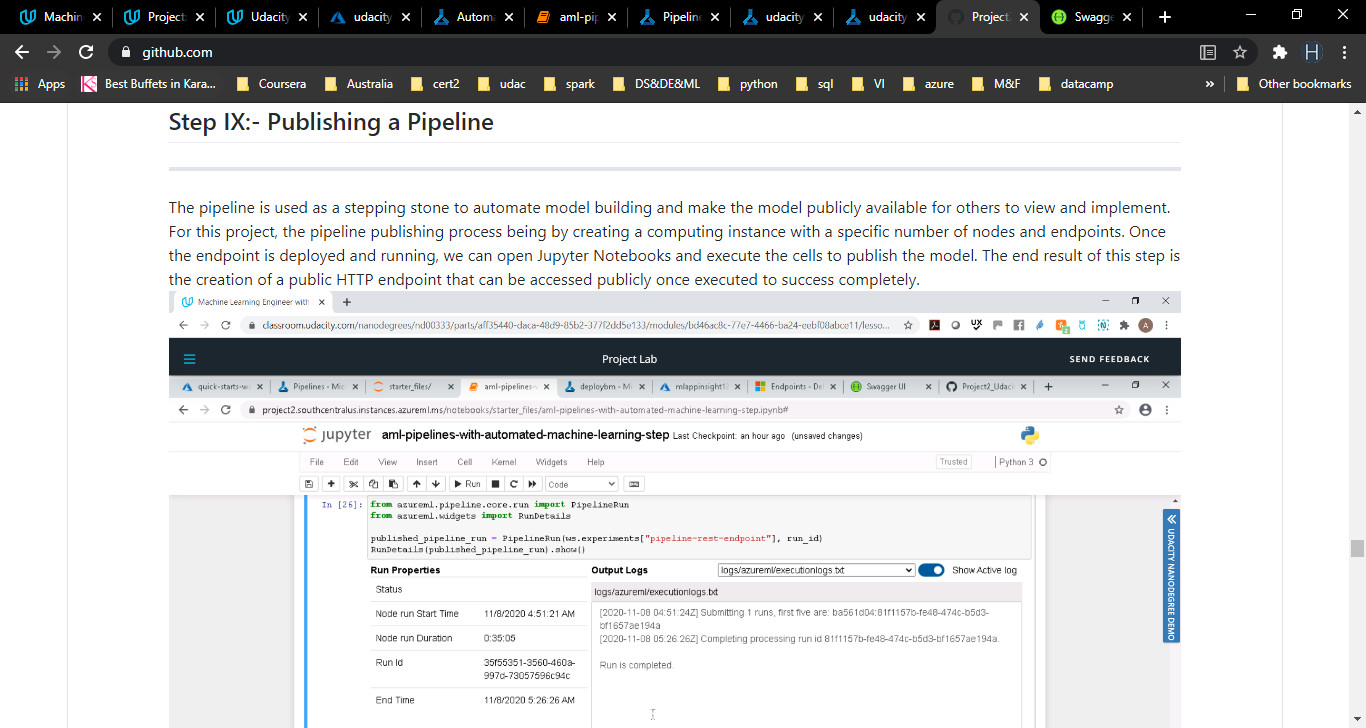 Machin
Project:
Udacity
udacity
Autom
aml-pip
Pipelin
udacity
udacity
Project
Swagge
github.com
Apps
Best Buffets in Kara...
Coursera
Australia
cert2
udac
spark
DS&DE&ML
python
sql
VI
azure
M&F
datacamp
»
Other bookmarks
Step IX:- Publishing a Pipeline
The pipeline is used as a stepping stone to automate model building and make the model publicly available for others to view and implement.
For this project, the pipeline publishing process being by creating a computing instance with a specific number of nodes and endpoints. Once
the endpoint is deployed and running, we can open Jupyter Notebooks and execute the cells to publish the model. The end result of this step is
the creation of a public HTTP endpoint that can be accessed publicly once executed to success completely.
Machine Learning Engineer with
classroom.udacity.com/nanodegrees/nd00333/parts/aff35440-daca-48d9-85b2-377f2dd5e133/modules/bd46ac8c-77e7-4466-ba24-eebf08abce11/lesso...
Project Lab
SEND FEEDBACK
quick-starts-w
Pipelines - Mic
starter_files/
aml-pipelines-
deploybm - Mi
mlappinsight1
Endpoints - De
Swagger UI
Project2_Udaci
project2.southcentralus.instances.azureml.ms/notebooks/starter_files/aml-pipelines-with-automated-machine-learning-step.ipynb#
jupyter aml-pipelines-with-automated-machine-learning-step Last Checkpoint: an hour ago (unsaved changes)
File Edit View Insert Cell Kernel Widgets Help
Trusted
Python 3
Run
Code
In [26]: from azureml.pipeline.core.run import PipelineRun
from azureml.widgets import RunDetails
published_pipeline_run = PipelineRun(ws.experiments["pipeline-rest-endpoint"], run_id)
RunDetails(published_pipeline_run).show()
Run Properties
Status
Node run Start Time 11/8/2020 4:51:21 AM
Node run Duration 0:35:05
Run Id 35f55351-3560-460a-
997d-73057596c94c
End Time 11/8/2020 5:26:26 AM
Output Logs
logs/azureml/executionlogs.txt
Show Active log
logs/azureml/executionlogs.txt
[2020-11-08 04:51:24Z] Submitting 1 runs, first five are: ba561d04:81f1157b-fe48-474c-b5d3-
bf1657ae194a
[2020-11-08 05:26:26Z] Completing processing run id 81f1157b-fe48-474c-b5d3-bf1657ae194a.
Run is completed.
UDACITY NANODEGREE DEMO